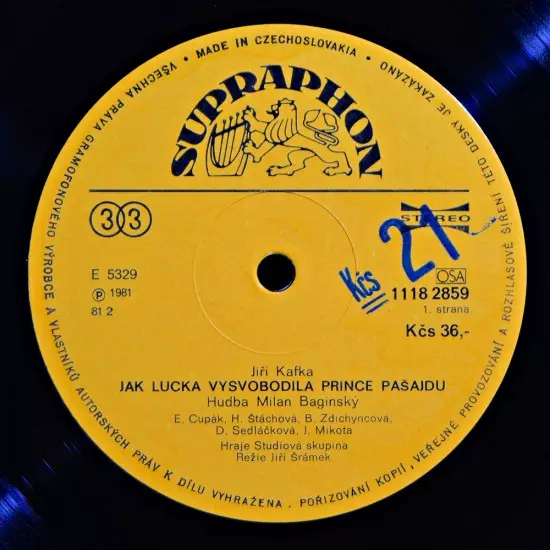 VŠECHNA PRÁVA GRAMOFONOVÉHO VÝROBCE A VLASTNÍKŮ AUTORSKÝCH PRÁV K DÍLU VYHRAŽENA. POŘIZOVÁNÍ KOPIÍ, VEŘEJNÉ PROVOZOVÁNÍ A ROZHLASOVÉ ŠÍŘENÍ TÉTO DESKY JE ZAKÁZÁNO
• MADE IN CZECHOSLOVAKIA •
SUPRAPHON
33
STEREO
Kčs 21-
E 5329
Ⓟ 1981
81 2
OSA
1118 2859
1. strana
Kčs 36,-
Jiří Kafka
JAK LUCKA VYSVOBODILA PRINCE PAŠAJDU
Hudba Milan Baginský
E. Cupák, H. Štáchová, B. Zdichyncová,
D. Sedláčková, J. Mikota
Hraje Studiová skupina
Režie Jiří Šrámek